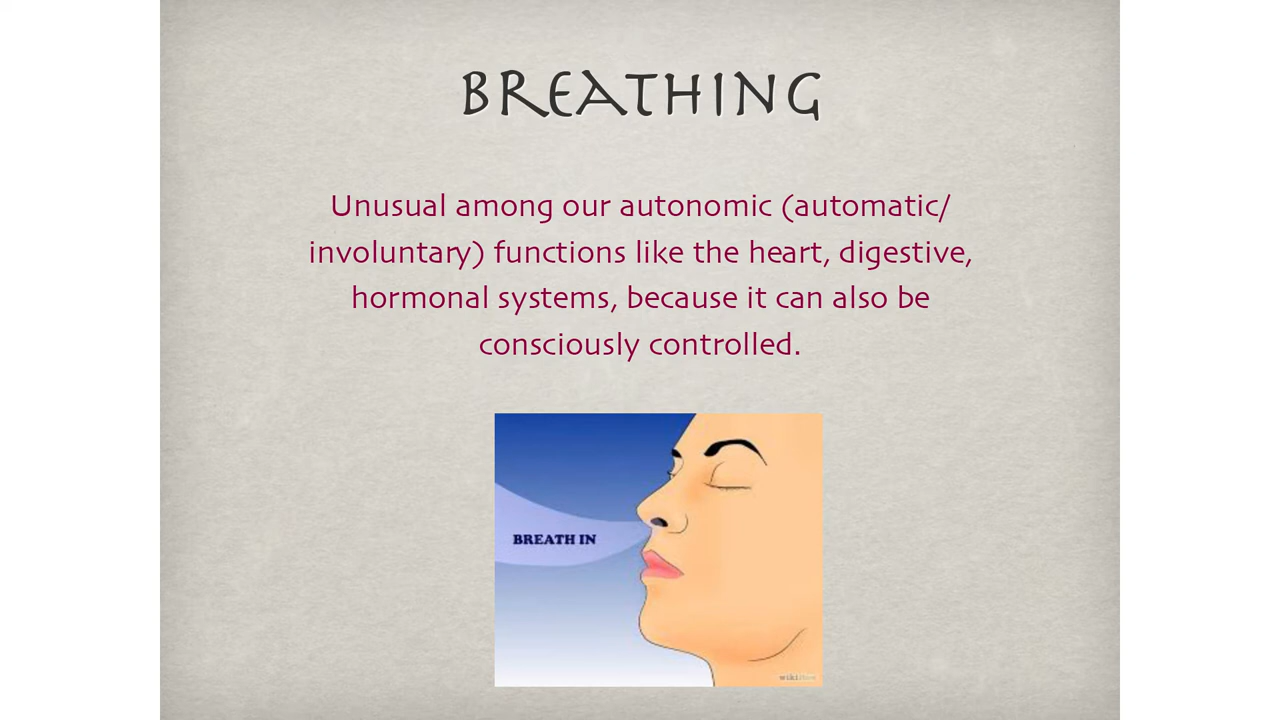 BREATHING
Unusual among our autonomic (automatic/
involuntary) functions like the heart, digestive,
hormonal systems, because it can also be
consciously controlled.
BREATH IN
wikiHow